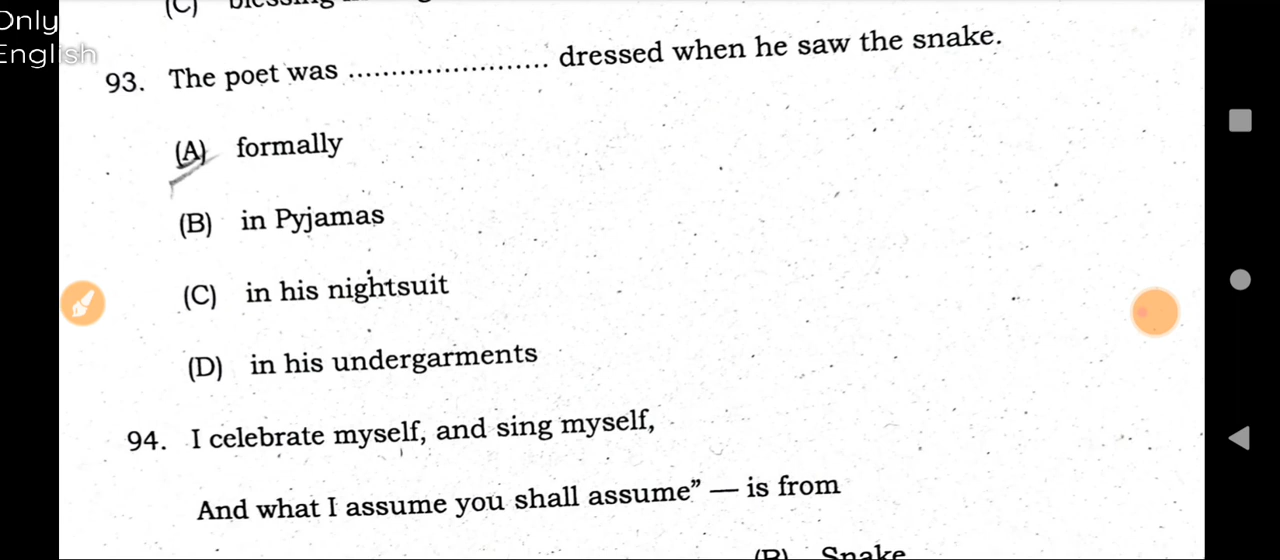 Only
English
(C)
93. The poet was ...................... dressed when he saw the snake.
(A) formally
(B) in Pyjamas
(C) in his nightsuit
(D) in his undergarments
94. I celebrate myself, and sing myself,
And what I assume you shall assume” — is from
(B) Snake